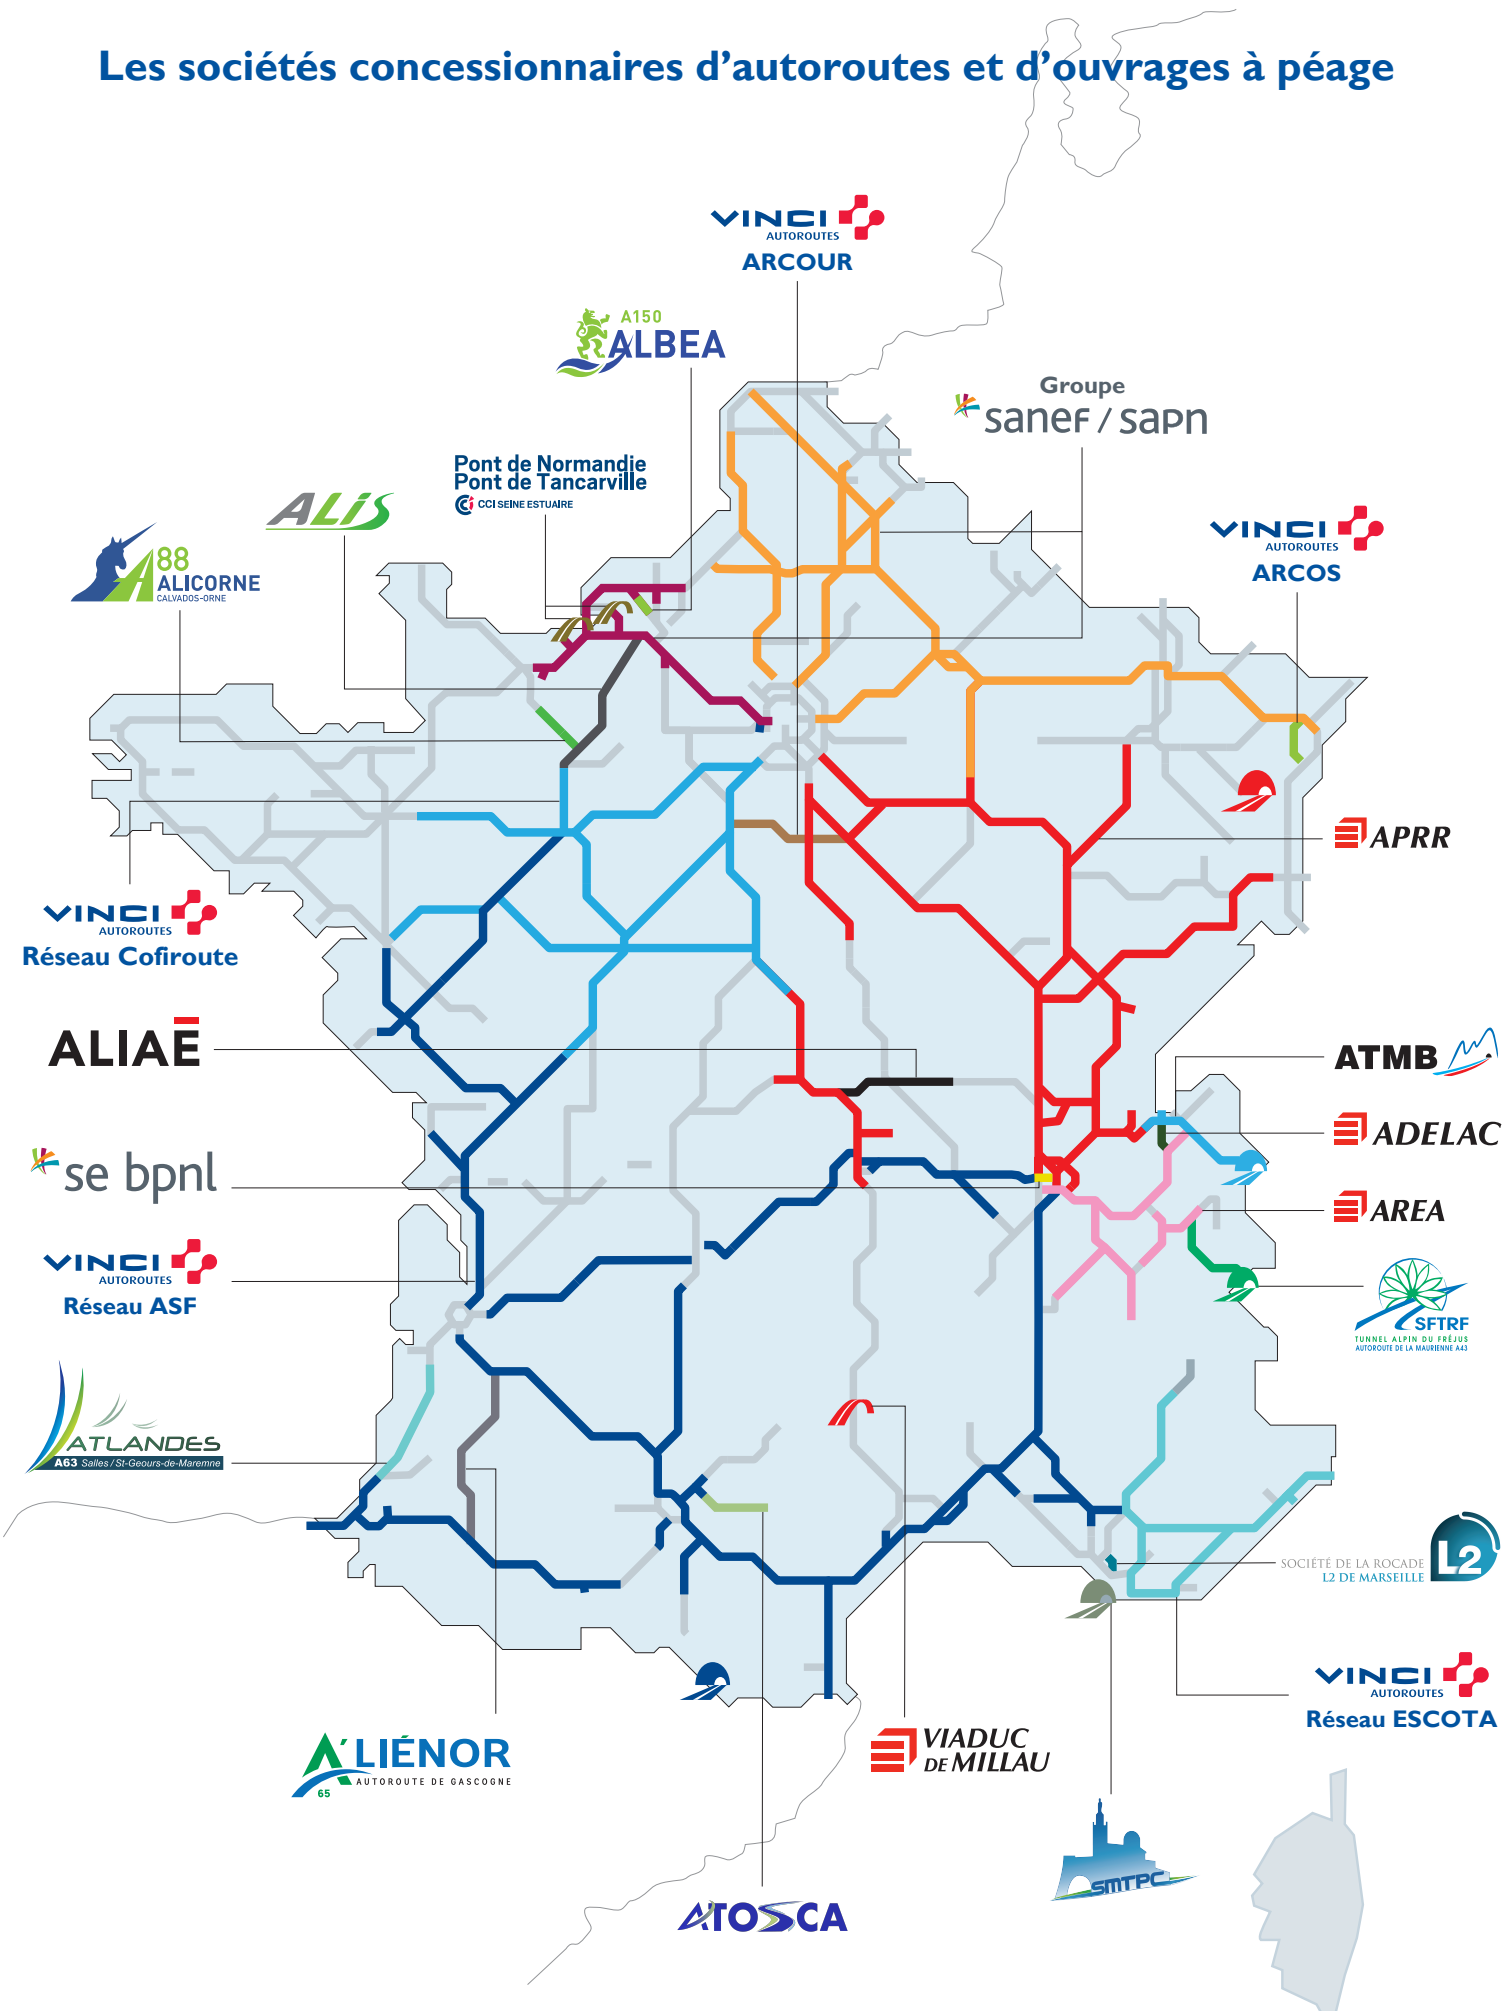 Les sociétés concessionnaires d'autoroutes et d'ouvrages à péage
VINCI
AUTOROUTES
ARCOUR
A150
ALBEA
Groupe
sanef / sapn
Pont de Normandie
Pont de Tancarville
CCI SEINE ESTUAIRE
ALiS
VINCI
AUTOROUTES
ARCOS
A88
ALICORNE
CALVADOS-ORNE
APRR
VINCI
AUTOROUTES
Réseau Cofiroute
ALIAE
ATMB
ADELAC
se bpnl
AREA
VINCI
AUTOROUTES
Réseau ASF
SFTRF
TUNNEL ALPIN DU FRÉJUS
AUTOROUTE DE LA MAURIENNE A43
ATLANDES
A63 Salles / St-Geours-de-Maremne
L2
SOCIÉTÉ DE LA ROCADE
L2 DE MARSEILLE
VINCI
AUTOROUTES
Réseau ESCOTA
A'LIÉNOR
AUTOROUTE DE GASCOGNE
65
VIADUC
DE MILLAU
SMTPC
ATOSCA